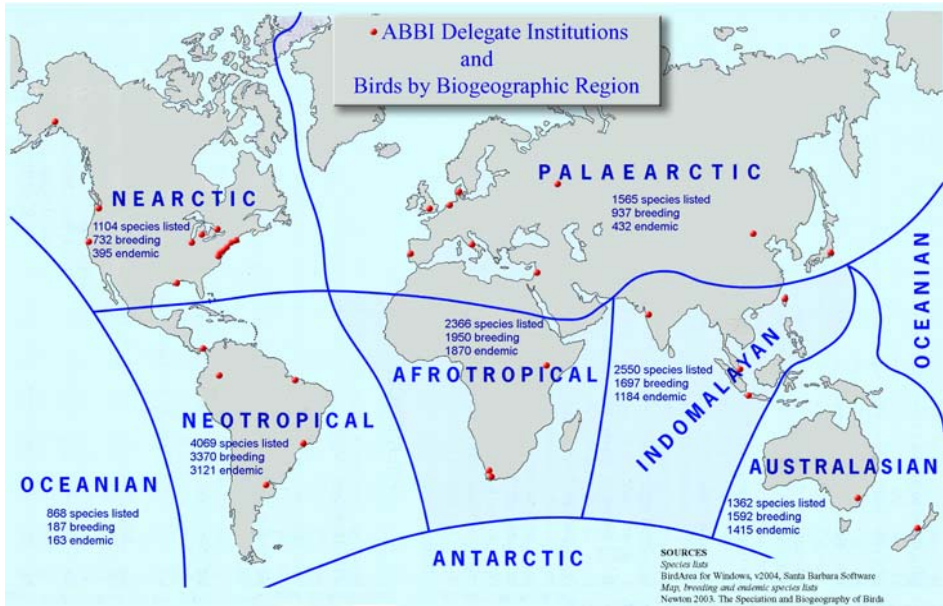 ABBI Delegate Institutions
and
Birds by Biogeographic Region
NEARCTIC
1104 species listed
732 breeding
395 endemic
PALAEARCTIC
1565 species listed
937 breeding
432 endemic
OCEANIAN
2366 species listed
1950 breeding
1870 endemic
AFROTROPICAL
2550 species listed
1697 breeding
1184 endemic
INDOMALAYAN
NEOTROPICAL
4069 species listed
3370 breeding
3121 endemic
AUSTRALASIAN
1362 species listed
1592 breeding
1415 endemic
OCEANIAN
868 species listed
187 breeding
163 endemic
ANTARCTIC
SOURCES
Species lists
BirdArea for Windows, v2004, Santa Barbara Software
Map, breeding and endemic species lists
Newton 2003. The Speciation and Biogeography of Birds